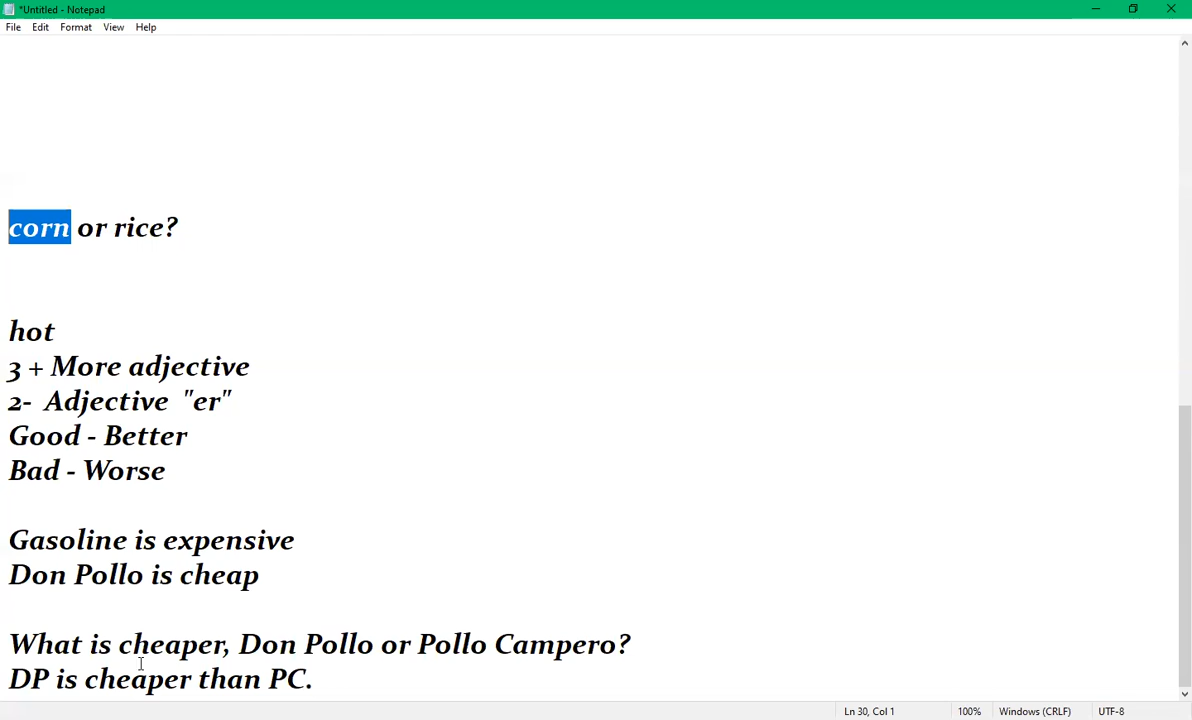 *Untitled - Notepad
File Edit Format View Help
corn or rice?
hot
3 + More adjective
2-  Adjective  "er"
Good - Better
Bad - Worse
Gasoline is expensive
Don Pollo is cheap
What is cheaper, Don Pollo or Pollo Campero?
DP is cheaper than PC.
Ln 30, Col 1 100% Windows (CRLF) UTF-8